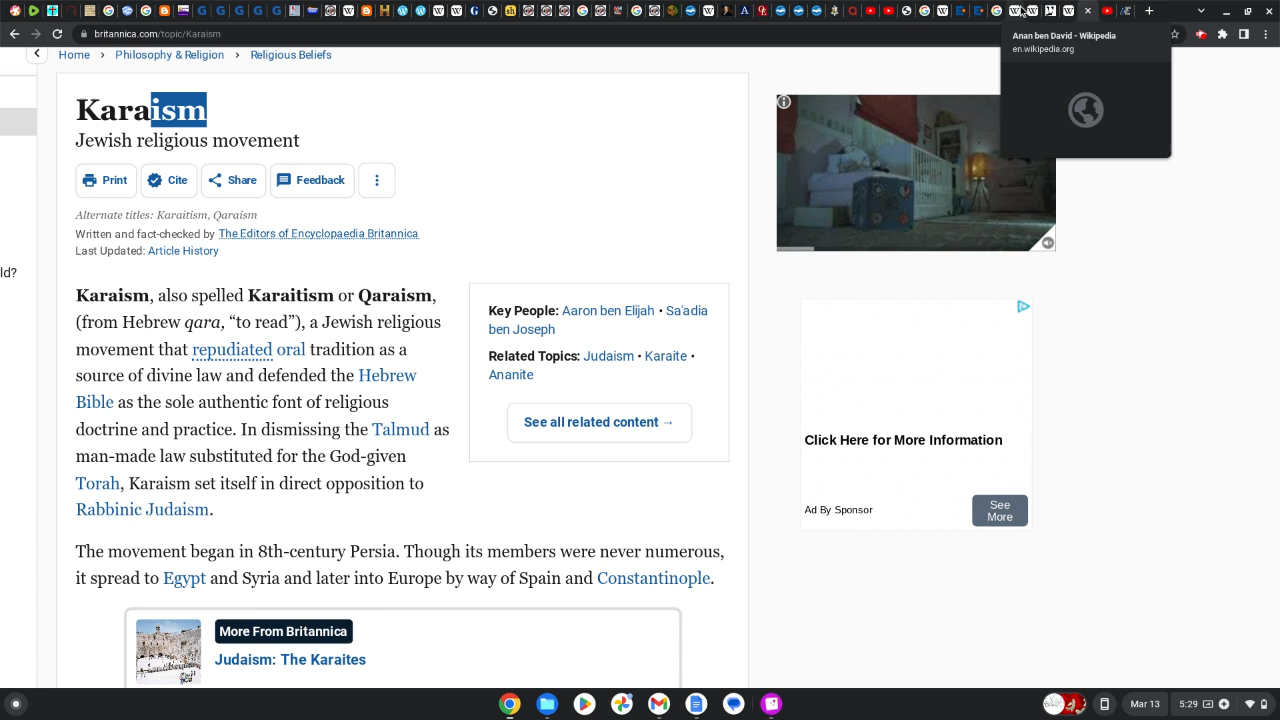 britannica.com/topic/Karaism
Anan ben David - Wikipedia
en.wikipedia.org
Home > Philosophy & Religion > Religious Beliefs
Karaism
Jewish religious movement
Print
Cite
Share
Feedback
Alternate titles: Karaitism, Qaraism
Written and fact-checked by The Editors of Encyclopaedia Britannica
Last Updated: Article History
ld?
Karaism, also spelled Karaitism or Qaraism,
(from Hebrew qara, “to read”), a Jewish religious
movement that repudiated oral tradition as a
source of divine law and defended the Hebrew
Bible as the sole authentic font of religious
doctrine and practice. In dismissing the Talmud as
man-made law substituted for the God-given
Torah, Karaism set itself in direct opposition to
Rabbinic Judaism.
Key People: Aaron ben Elijah • Sa'adia
ben Joseph
Related Topics: Judaism • Karaite •
Ananite
See all related content →
The movement began in 8th-century Persia. Though its members were never numerous,
it spread to Egypt and Syria and later into Europe by way of Spain and Constantinople.
More From Britannica
Judaism: The Karaites
Click Here for More Information
Ad By Sponsor
See
More
Mar 13
5:29